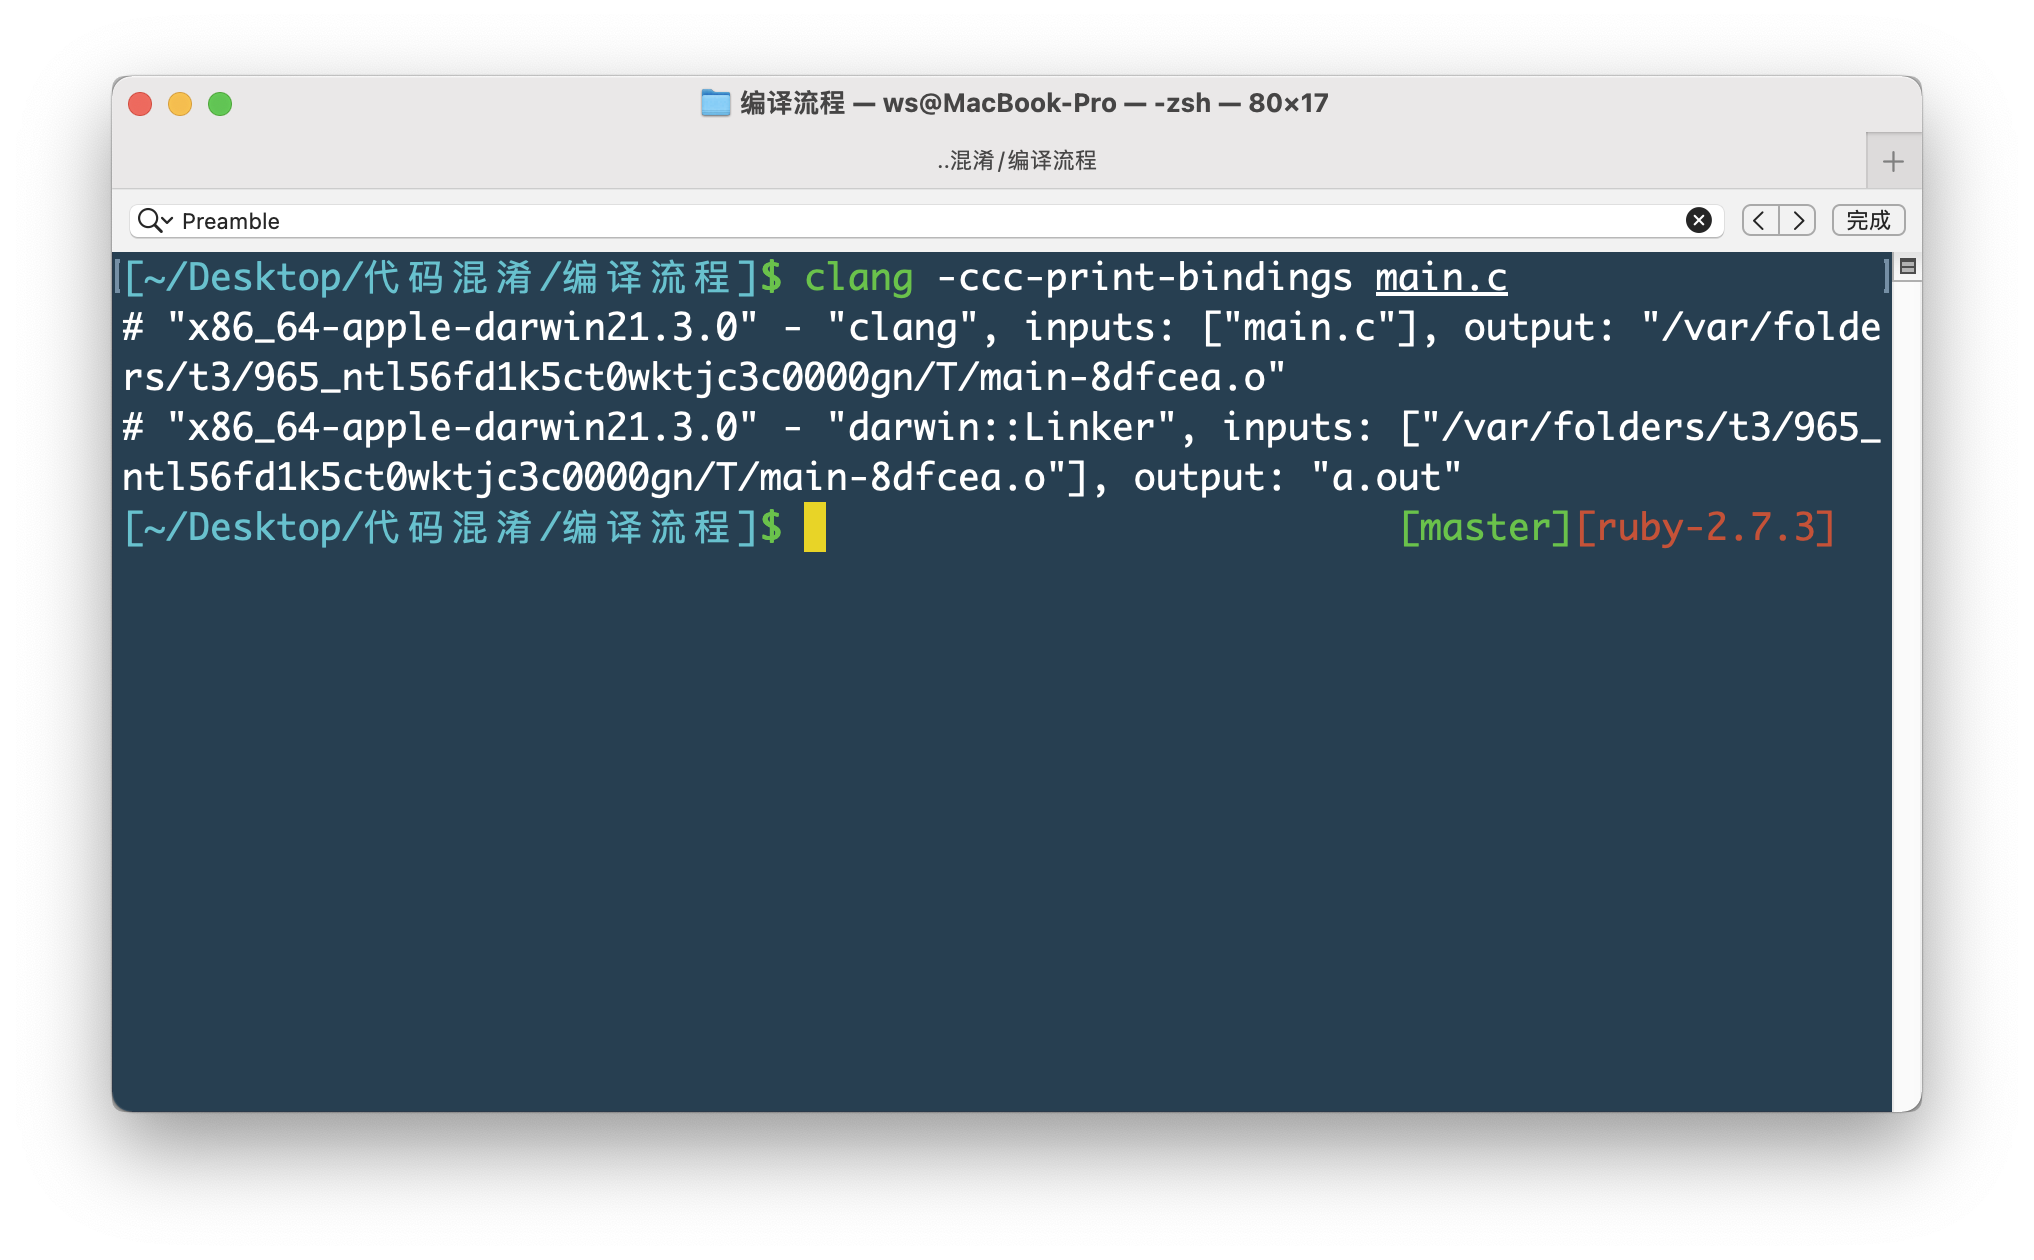 编译流程 — ws@MacBook-Pro — -zsh — 80×17
..混淆/编译流程
Preamble
完成
[~/Desktop/代码混淆/编译流程]$ clang -ccc-print-bindings main.c
# "x86_64-apple-darwin21.3.0" - "clang", inputs: ["main.c"], output: "/var/folde
rs/t3/965_ntl56fd1k5ct0wktjc3c0000gn/T/main-8dfcea.o"
# "x86_64-apple-darwin21.3.0" - "darwin::Linker", inputs: ["/var/folders/t3/965_
ntl56fd1k5ct0wktjc3c0000gn/T/main-8dfcea.o"], output: "a.out"
[~/Desktop/代码混淆/编译流程]$ [master][ruby-2.7.3]